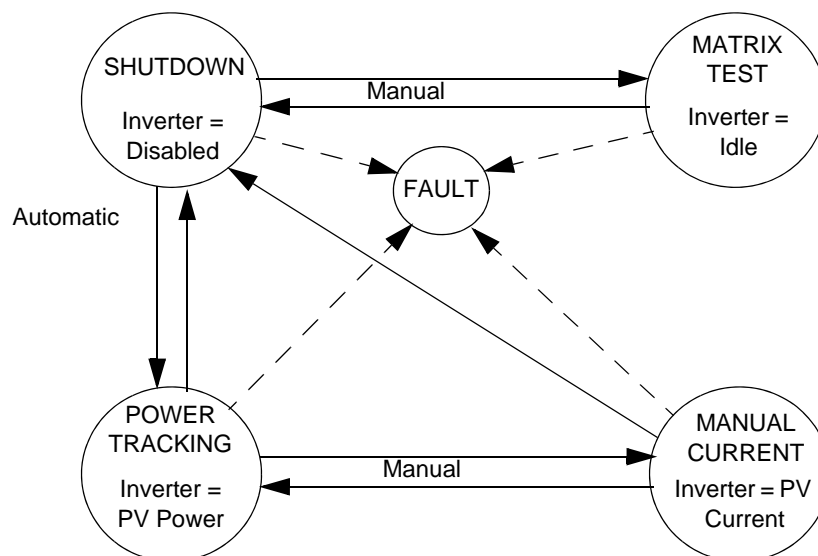 SHUTDOWN
Inverter =
Disabled
Manual
MATRIX
TEST
Inverter =
Idle
FAULT
Automatic
POWER
TRACKING
Inverter =
PV Power
Manual
MANUAL
CURRENT
Inverter = PV
Current